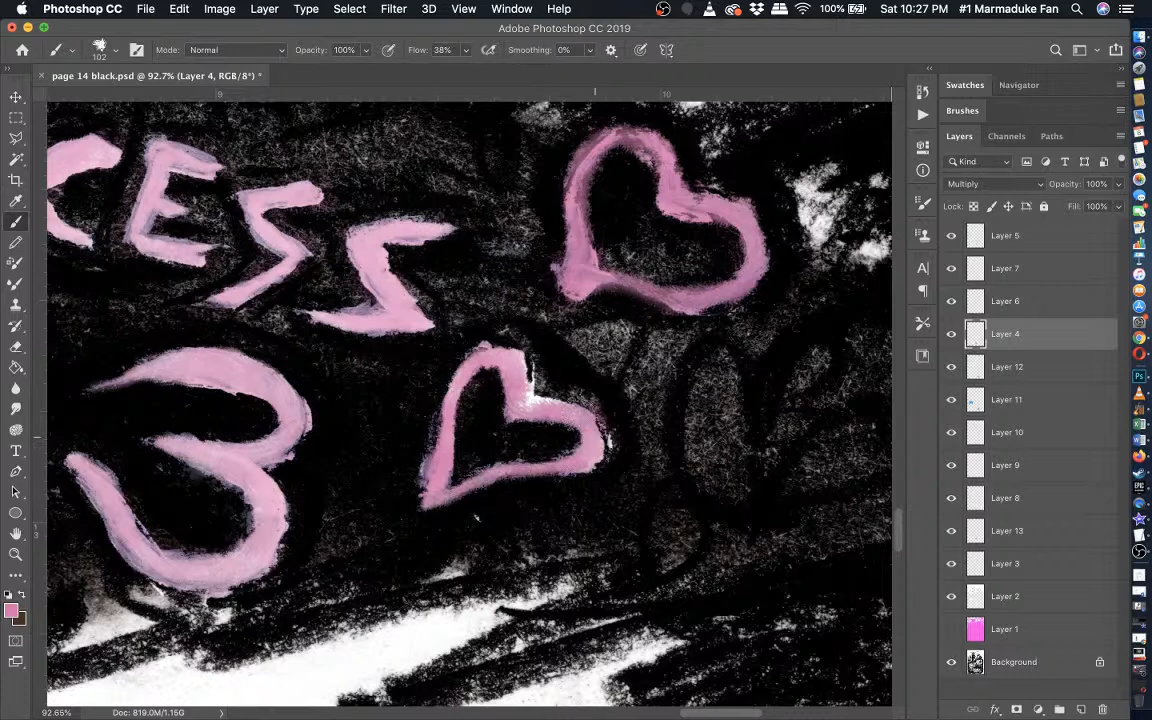 Photoshop CC File Edit Image Layer Type Select Filter 3D View Window Help 100% Sat 10:27 PM #1 Marmaduke Fan
Adobe Photoshop CC 2019
102 Mode: Normal Opacity: 100% Flow: 38% Smoothing: 0%
× page 14 black.psd @ 92.7% (Layer 4, RGB/8*) *
Swatches Navigator
9 10
Brushes
Layers Channels Paths
Kind
Multiply Opacity: 100%
Lock: Fill: 100%
CESS
Layer 5
Layer 7
Layer 6
Layer 4
Layer 12
3
Layer 11
Layer 10
Layer 9
Layer 8
Layer 13
Layer 3
Layer 2
Layer 1
Background
92.65% Doc: 819.0M/1.15G